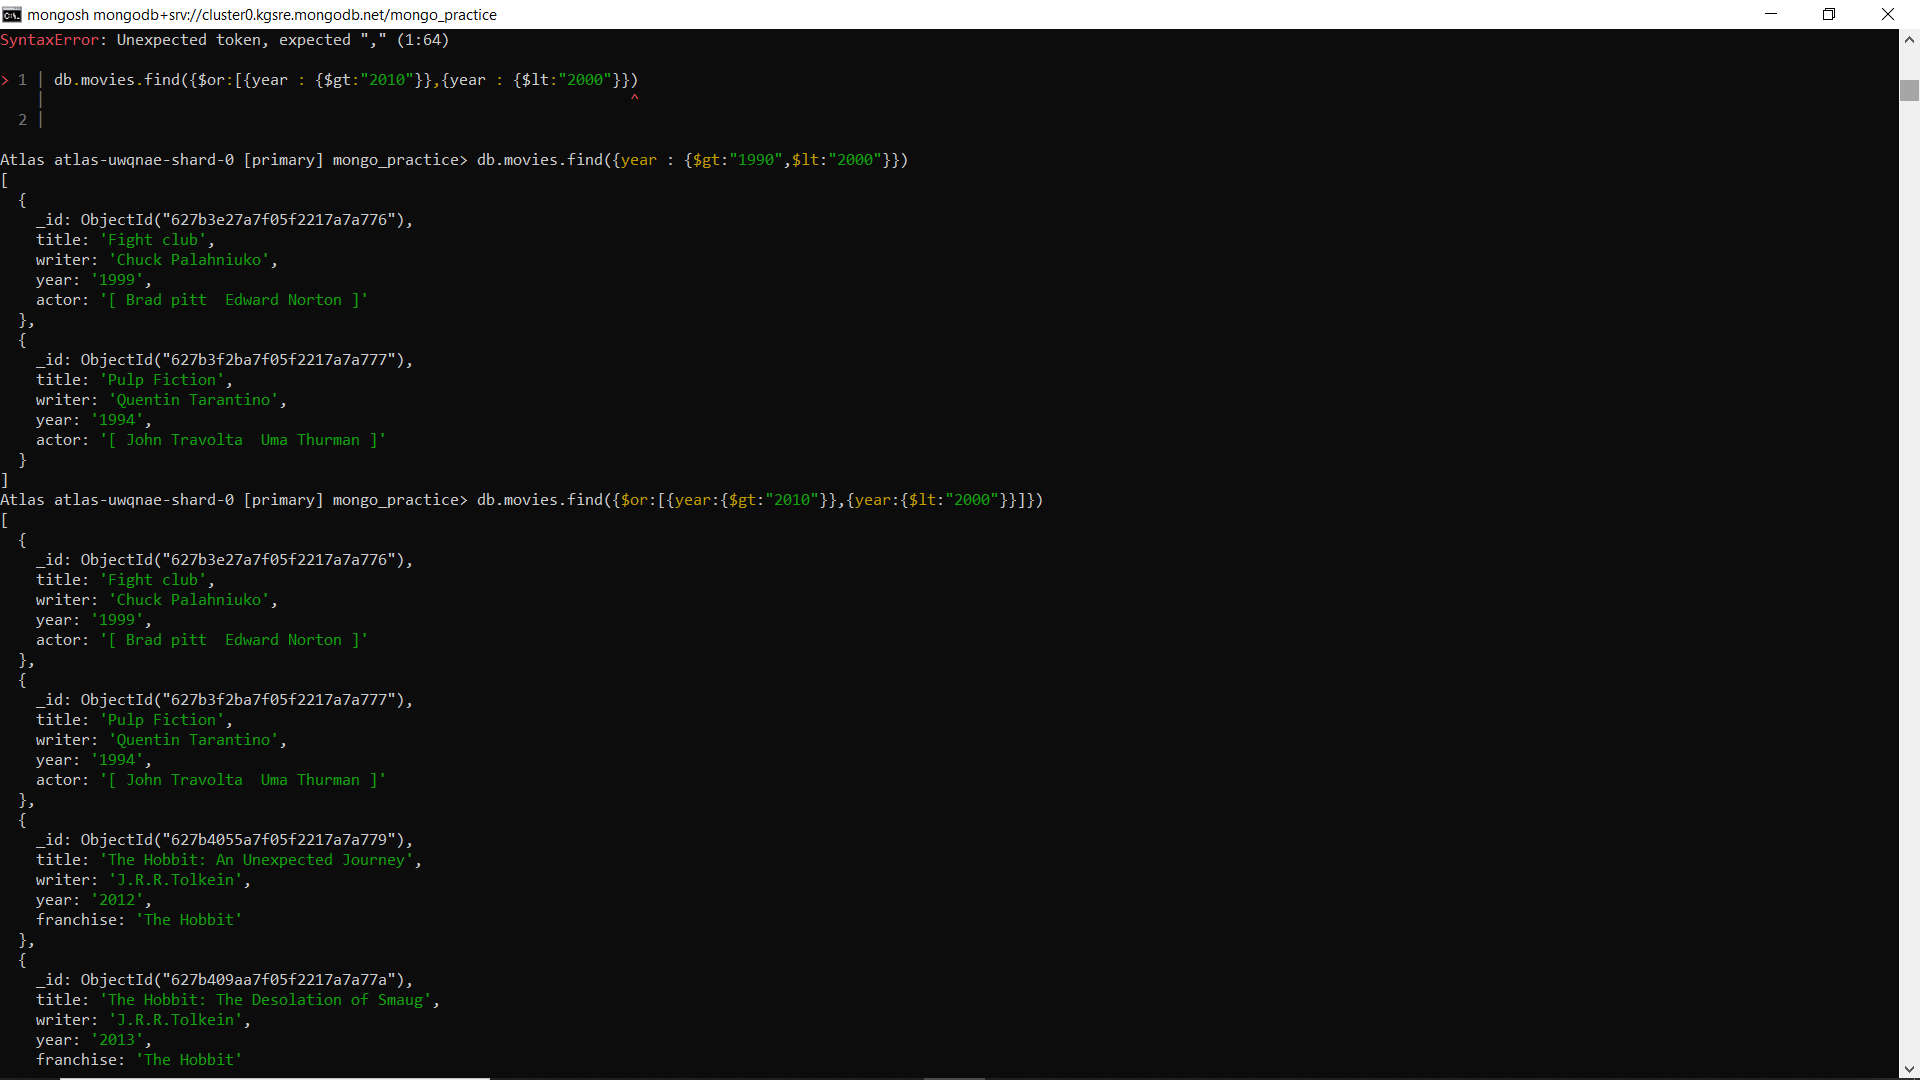 mongosh mongodb+srv://cluster0.kgsre.mongodb.net/mongo_practice
SyntaxError: Unexpected token, expected "," (1:64)
> 1 | db.movies.find({$or:[{year : {$gt:"2010"}},{year : {$lt:"2000"}})
| ^
2 |
Atlas atlas-uwqnae-shard-0 [primary] mongo_practice> db.movies.find({year : {$gt:"1990",$lt:"2000"}})
[
{
_id: ObjectId("627b3e27a7f05f2217a7a776"),
title: 'Fight club',
writer: 'Chuck Palahniuko',
year: '1999',
actor: '[ Brad pitt  Edward Norton ]'
},
{
_id: ObjectId("627b3f2ba7f05f2217a7a777"),
title: 'Pulp Fiction',
writer: 'Quentin Tarantino',
year: '1994',
actor: '[ John Travolta  Uma Thurman ]'
}
]
Atlas atlas-uwqnae-shard-0 [primary] mongo_practice> db.movies.find({$or:[{year:{$gt:"2010"}},{year:{$lt:"2000"}}]})
[
{
_id: ObjectId("627b3e27a7f05f2217a7a776"),
title: 'Fight club',
writer: 'Chuck Palahniuko',
year: '1999',
actor: '[ Brad pitt  Edward Norton ]'
},
{
_id: ObjectId("627b3f2ba7f05f2217a7a777"),
title: 'Pulp Fiction',
writer: 'Quentin Tarantino',
year: '1994',
actor: '[ John Travolta  Uma Thurman ]'
},
{
_id: ObjectId("627b4055a7f05f2217a7a779"),
title: 'The Hobbit: An Unexpected Journey',
writer: 'J.R.R.Tolkein',
year: '2012',
franchise: 'The Hobbit'
},
{
_id: ObjectId("627b409aa7f05f2217a7a77a"),
title: 'The Hobbit: The Desolation of Smaug',
writer: 'J.R.R.Tolkein',
year: '2013',
franchise: 'The Hobbit'